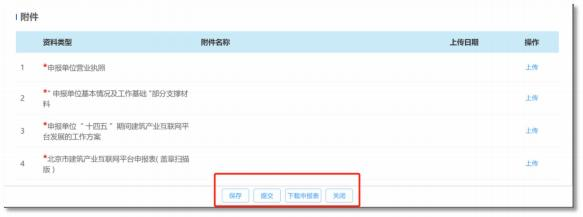 附件
资料类型 附件名称 上传日期 操作
1 *申报单位营业执照 上传
2 *“申报单位基本情况及工作基础”部分支撑材
料 上传
3 *申报单位“十四五”期间建筑产业互联网平
台发展的工作方案 上传
4 *北京市建筑产业互联网平台申报表(盖章扫描
版) 上传
保存 提交 下载申报表 关闭